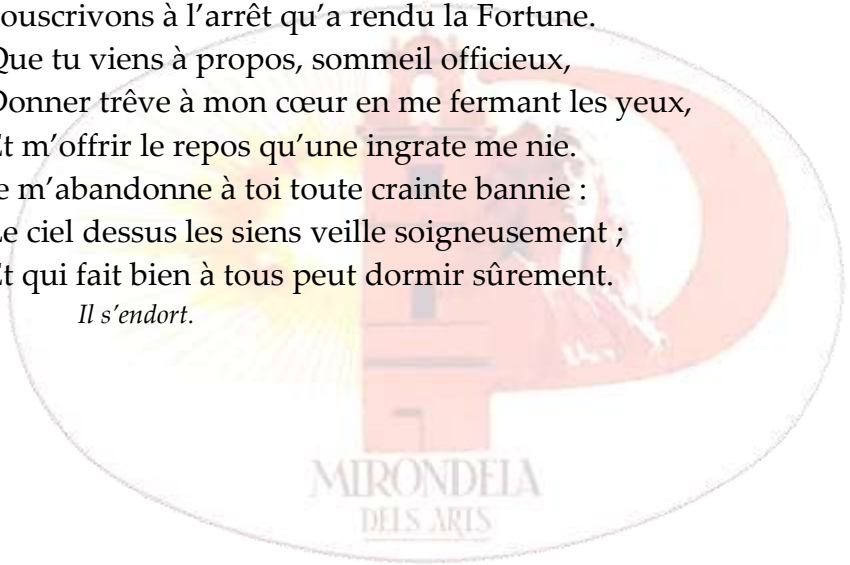 ouscrivons à l’arrêt qu’a rendu la Fortune.
Que tu viens à propos, sommeil officieux,
Donner trêve à mon cœur en me fermant les yeux,
Et m’offrir le repos qu’une ingrate me nie.
e m’abandonne à toi toute crainte bannie :
Le ciel dessus les siens veille soigneusement ;
Et qui fait bien à tous peut dormir sûrement.
Il s’endort.
MIRONDELA
DELS ARTS